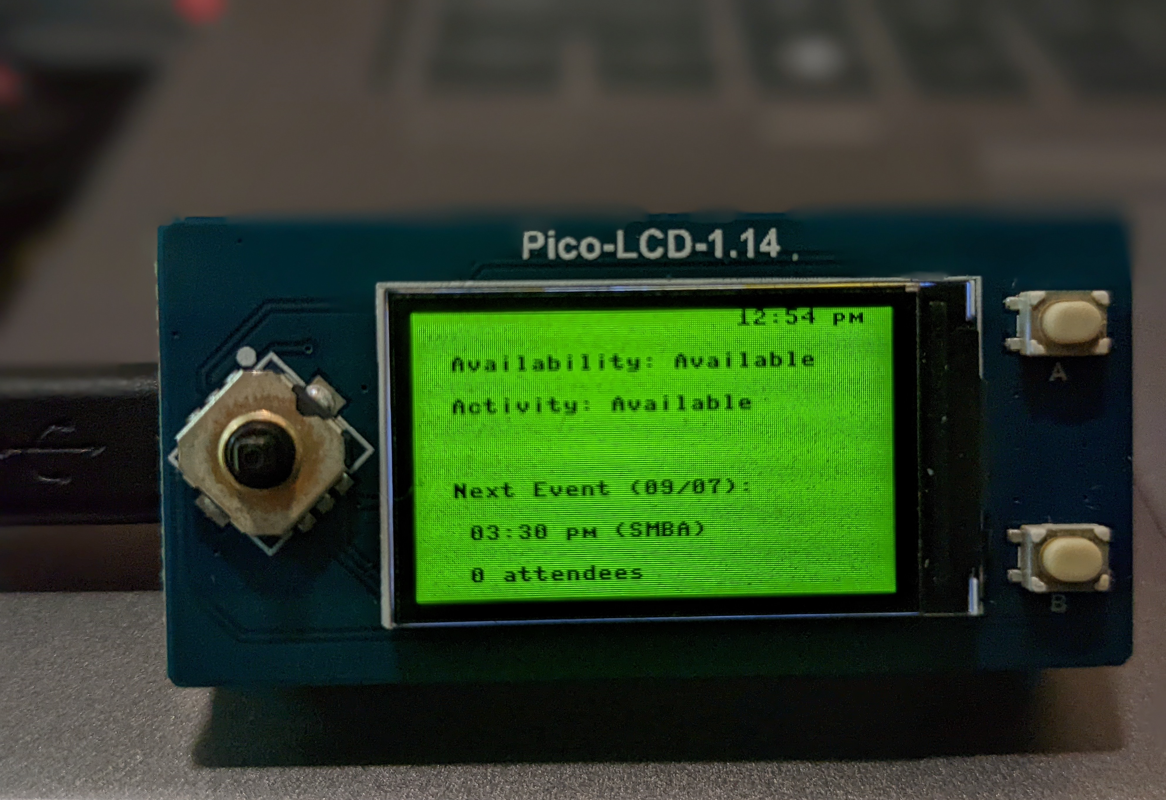 Pico-LCD-1.14
12:54 PM
Availability: Available
Activity: Available
Next Event (09/07):
03:30 PM (SMBA)
0 attendees
A
B